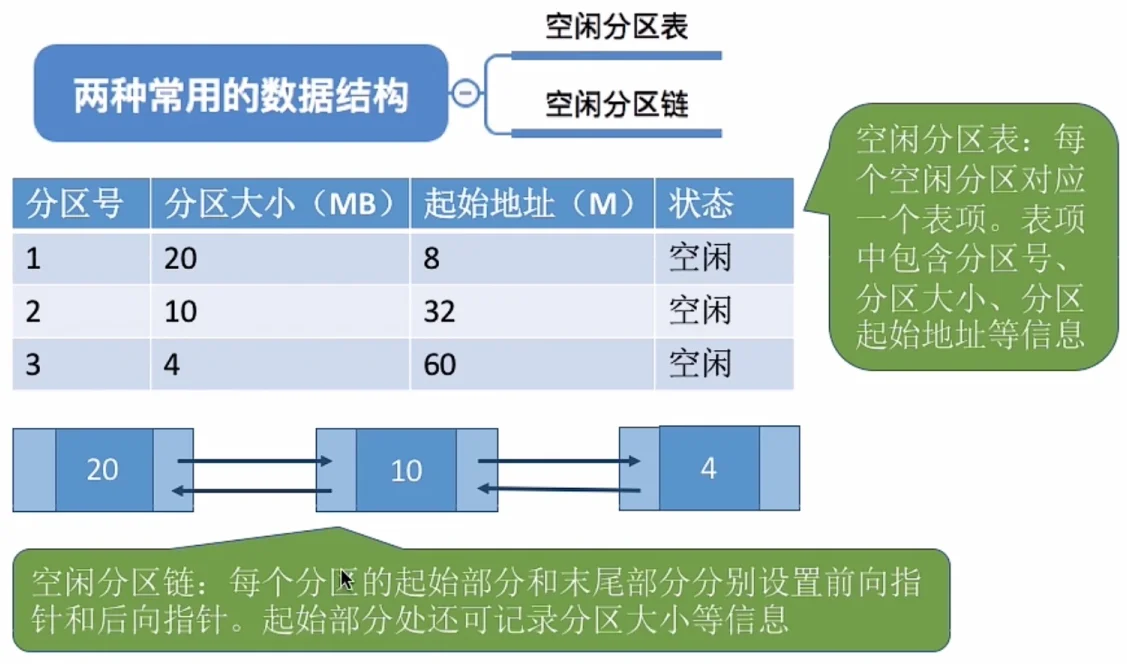 空闲分区表
两种常用的数据结构
空闲分区链
空闲分区表：每
个空闲分区对应
一个表项。表项
中包含分区号、
分区大小、分区
起始地址等信息
分区号 分区大小（MB） 起始地址（M） 状态
1 20 8 空闲
2 10 32 空闲
3 4 60 空闲
20 10 4
空闲分区链：每个分区的起始部分和末尾部分分别设置前向指
针和后向指针。起始部分处还可记录分区大小等信息